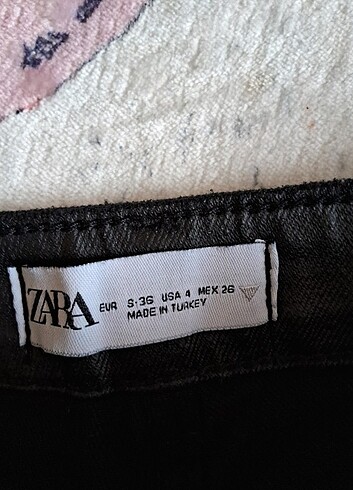 ZARA
EUR S·36 USA 4 MEX 26
MADE IN TURKEY